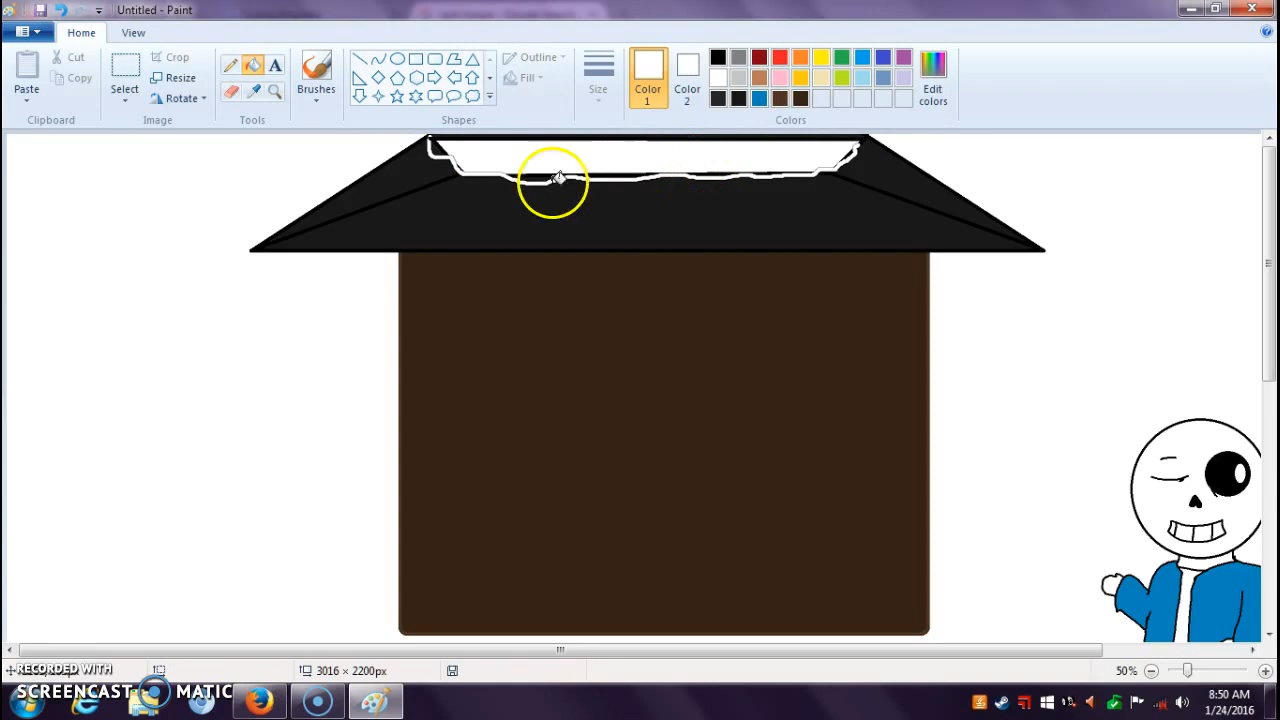 Untitled - Paint
Home
View
Paste
Cut
Copy
Clipboard
Select
Crop
Resize
Rotate
Image
A
Tools
Brushes
Outline
Fill
Shapes
Size
Color 1
Color 2
Edit colors
Colors
3016 × 2200px
50%
RECORDED WITH
SCREENCAST MATIC
8:50 AM
1/24/2016